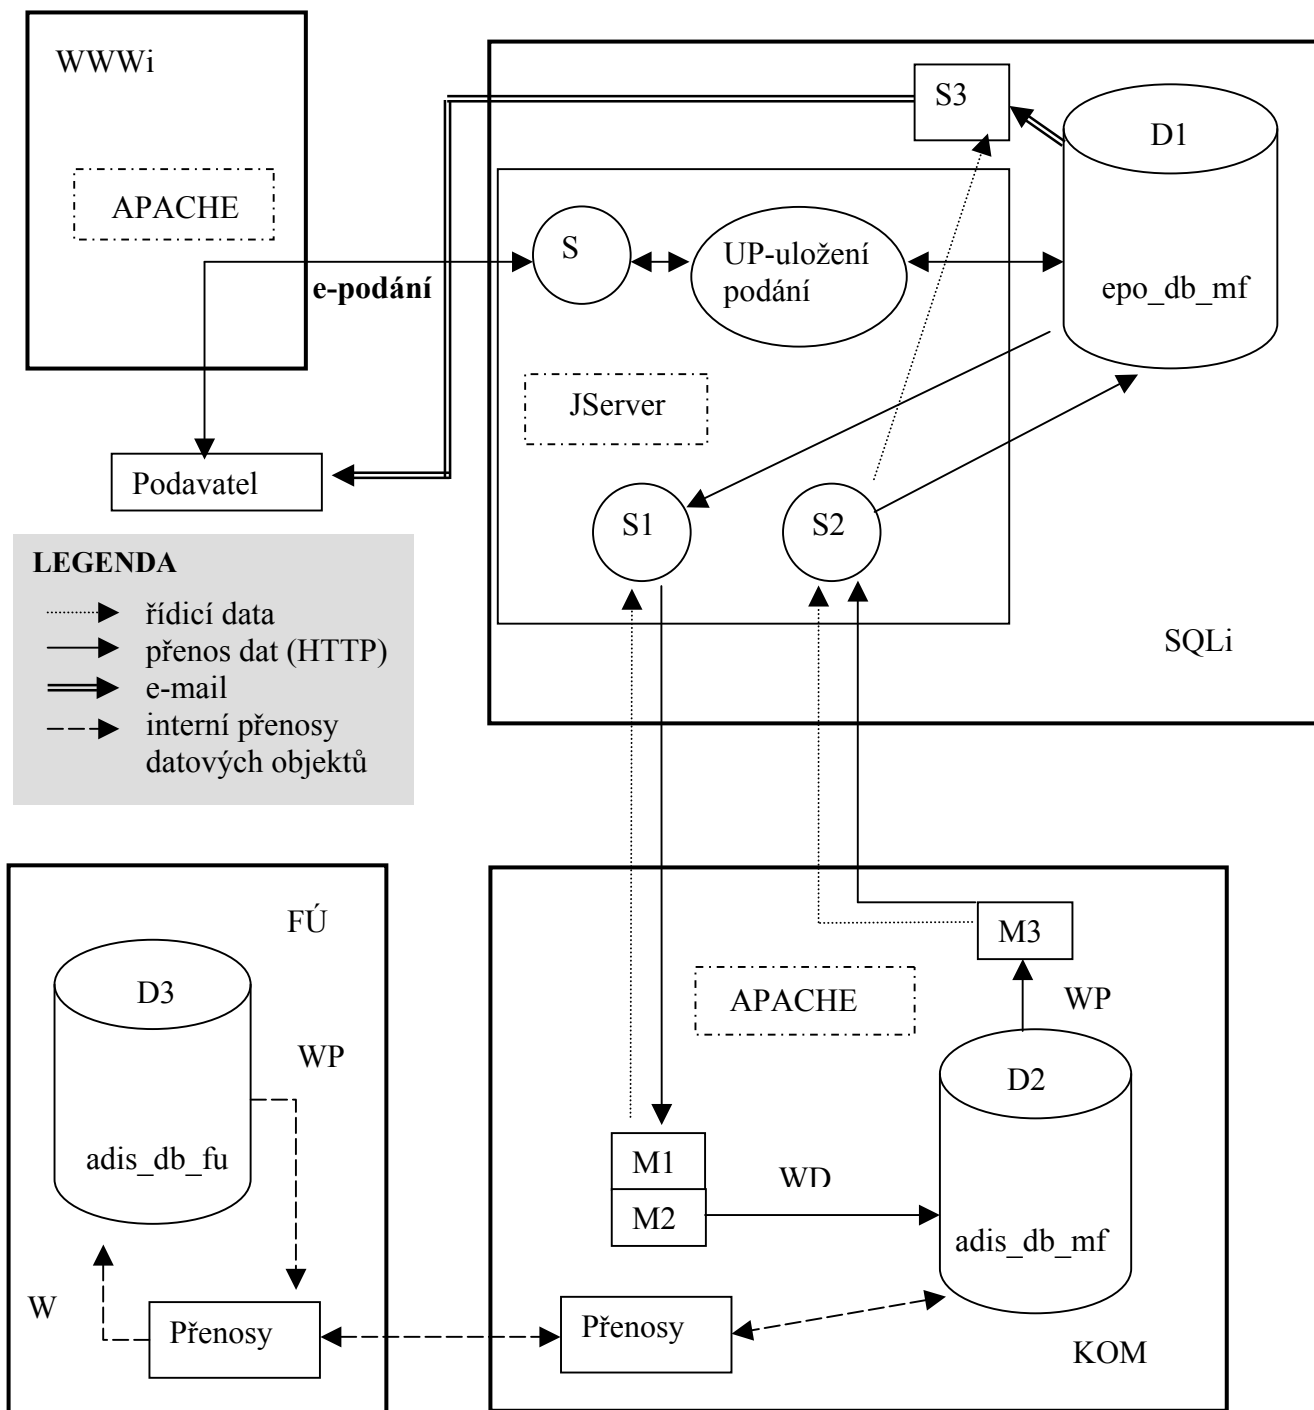 WWWi
APACHE
S3
D1
S
UP-uložení
podání
epo_db_mf
e-podání
JServer
Podavatel
S1
S2
SQLi
LEGENDA
řídicí data
přenos dat (HTTP)
e-mail
interní přenosy
datových objektů
FÚ
D3
WP
adis_db_fu
W
Přenosy
M3
APACHE
WP
D2
M1
WD
M2
adis_db_mf
Přenosy
KOM